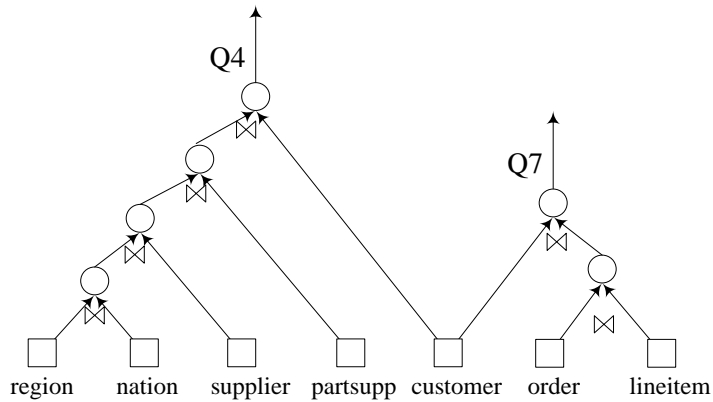 Q4
Q7
region nation supplier partsupp customer order lineitem